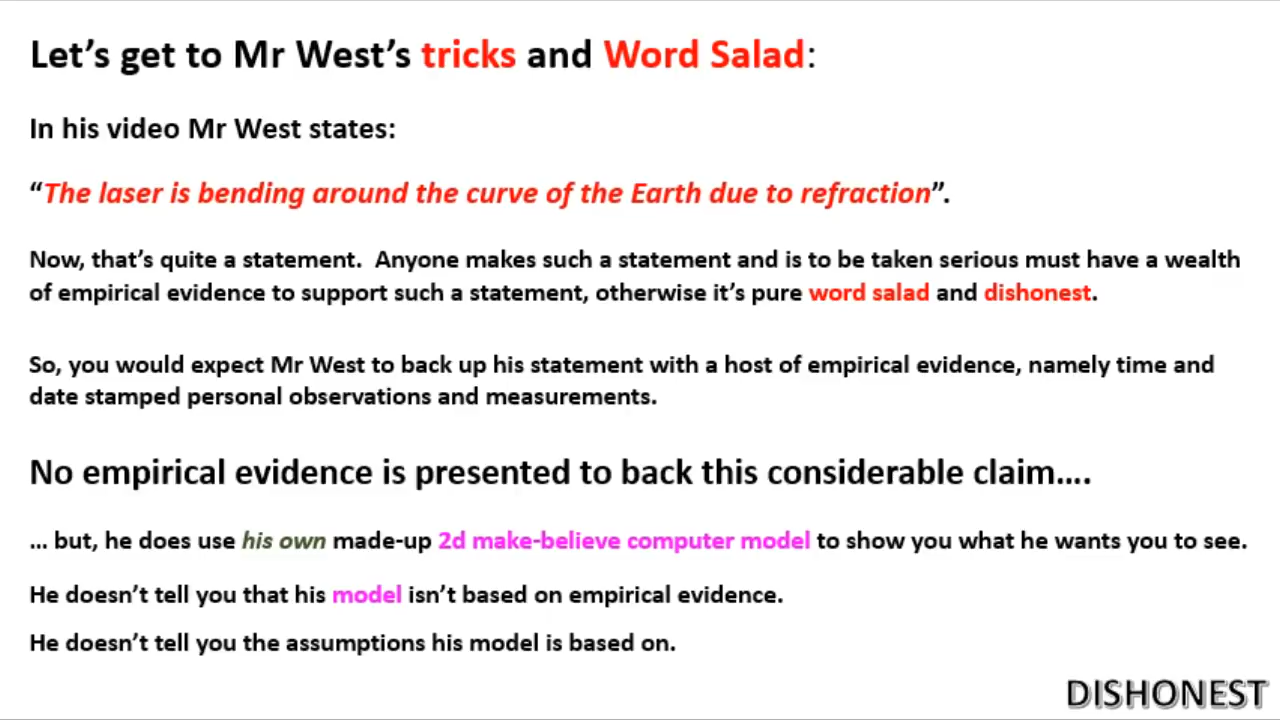 Let’s get to Mr West’s tricks and Word Salad:
In his video Mr West states:
“The laser is bending around the curve of the Earth due to refraction”.
Now, that’s quite a statement.  Anyone makes such a statement and is to be taken serious must have a wealth
of empirical evidence to support such a statement, otherwise it’s pure word salad and dishonest.
So, you would expect Mr West to back up his statement with a host of empirical evidence, namely time and
date stamped personal observations and measurements.
No empirical evidence is presented to back this considerable claim....
... but, he does use his own made-up 2d make-believe computer model to show you what he wants you to see.
He doesn’t tell you that his model isn’t based on empirical evidence.
He doesn’t tell you the assumptions his model is based on.
DISHONEST